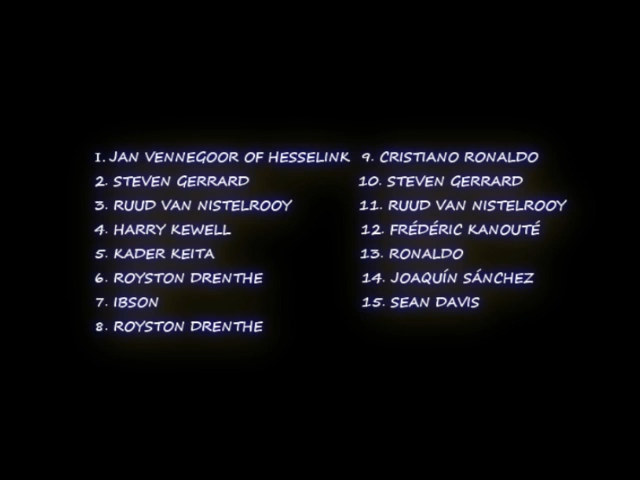 1. JAN VENNEGOOR OF HESSELINK
2. STEVEN GERRARD
3. RUUD VAN NISTELROOY
4. HARRY KEWELL
5. KADER KEITA
6. ROYSTON DRENTHE
7. IBSON
8. ROYSTON DRENTHE
9. CRISTIANO RONALDO
10. STEVEN GERRARD
11. RUUD VAN NISTELROOY
12. FRÉDÉRIC KANOUTÉ
13. RONALDO
14. JOAQUÍN SÁNCHEZ
15. SEAN DAVIS